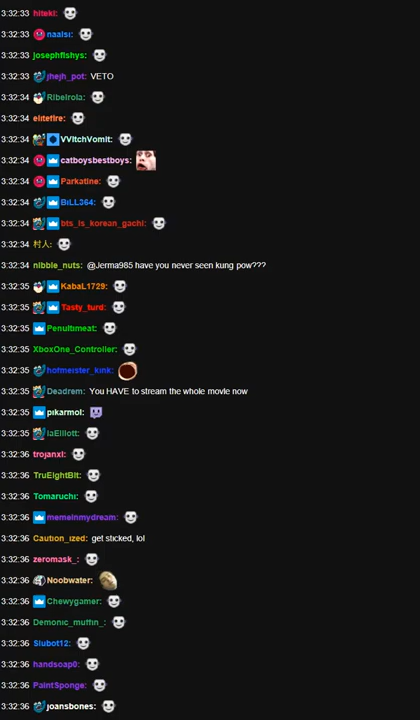 3:32:33 hiteki:
3:32:33 naalsi:
3:32:33 josephfishys:
3:32:33 jhejh_pot: VETO
3:32:34 Ribeirola:
3:32:34 elitefire:
3:32:34 VVitchVomit:
3:32:34 catboysbestboys:
3:32:34 Parkatine:
3:32:34 BiLL364:
3:32:34 bts_is_korean_gachi:
3:32:34 村人:
3:32:34 nibble_nuts: @Jerma985 have you never seen kung pow???
3:32:35 KabaL1729:
3:32:35 Tasty_turd:
3:32:35 Penultimeat:
3:32:35 XboxOne_Controller:
3:32:35 hofmeister_kink:
3:32:35 Deadrem: You HAVE to stream the whole movie now
3:32:35 pikarmol:
3:32:35 IaElliott:
3:32:36 trojanxl:
3:32:36 TruEightBit:
3:32:36 Tomaruchi:
3:32:36 memeinmydream:
3:32:36 Caution_ized: get sticked, lol
3:32:36 zeromask_:
3:32:36 Noobwater:
3:32:36 Chewygamer:
3:32:36 Demonic_muffin_:
3:32:36 Slubot12:
3:32:36 handsoap0:
3:32:36 PaintSponge:
3:32:36 joansbones: